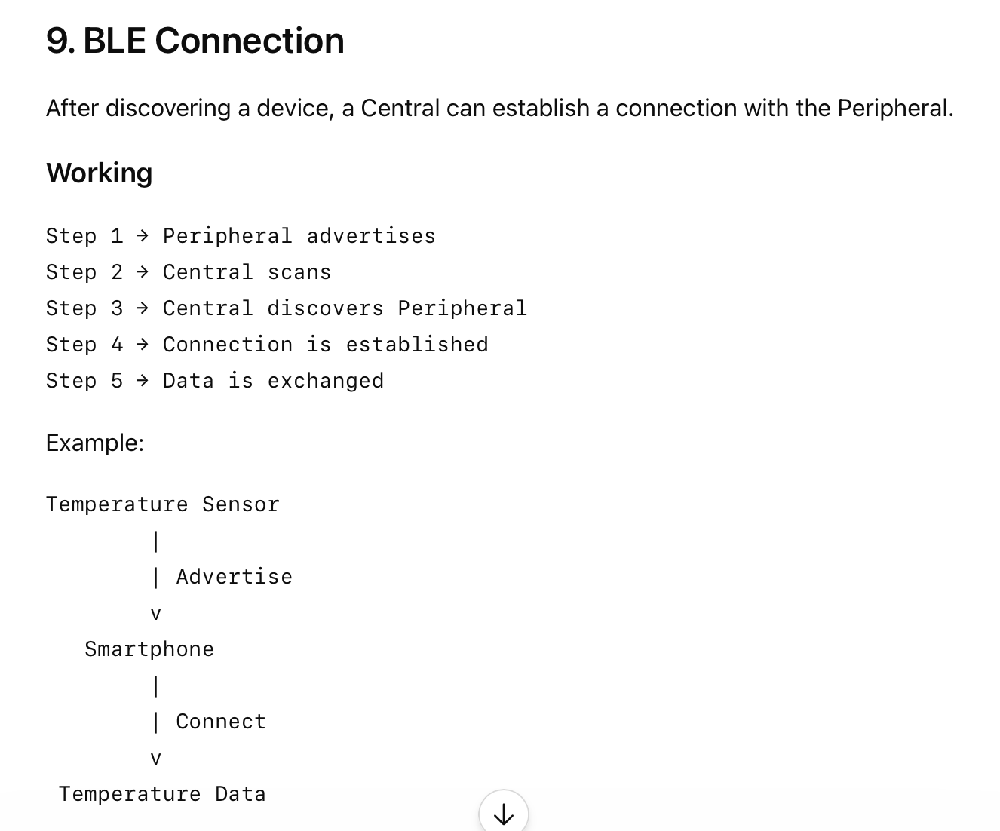 9. BLE Connection
After discovering a device, a Central can establish a connection with the Peripheral.
Working
Step 1 → Peripheral advertises
Step 2 → Central scans
Step 3 → Central discovers Peripheral
Step 4 → Connection is established
Step 5 → Data is exchanged
Example:
Temperature Sensor
|
| Advertise
v
Smartphone
|
| Connect
v
Temperature Data